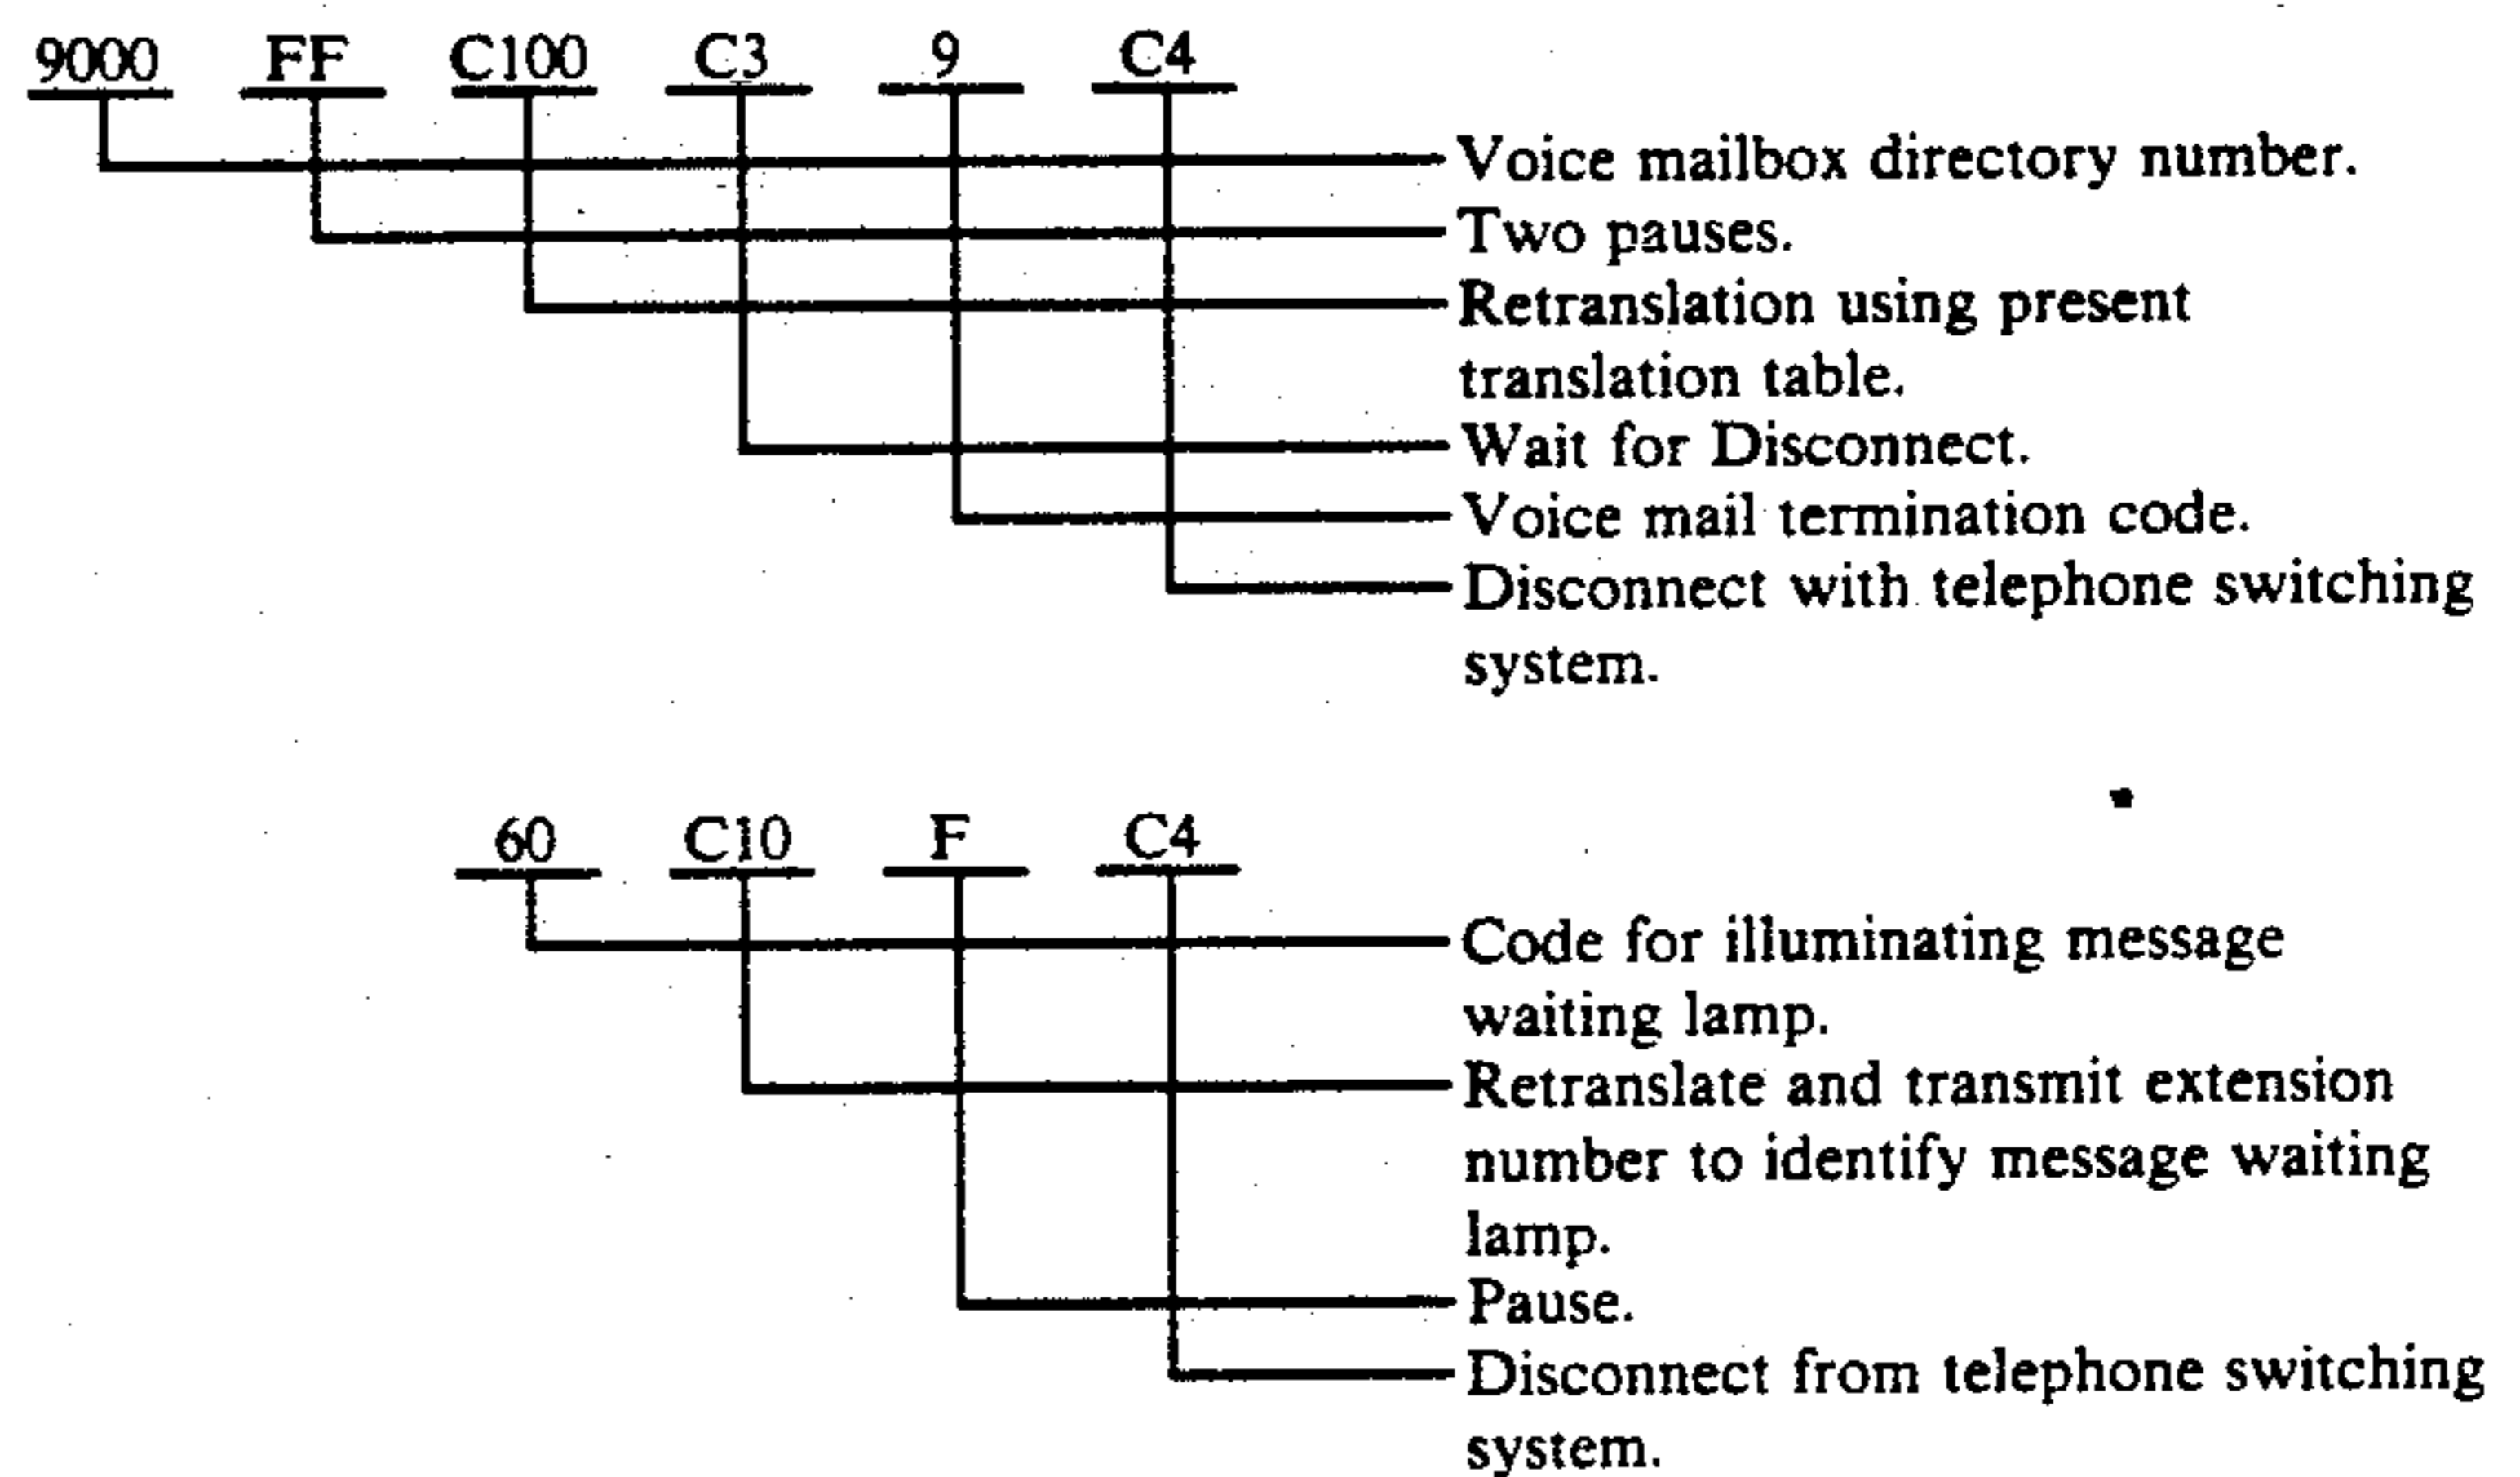 9000 FF C100 C3 9 C4
Voice mailbox directory number.
Two pauses.
Retranslation using present
translation table.
Wait for Disconnect.
Voice mail termination code.
Disconnect with telephone switching
system.
60 C10 F C4
Code for illuminating message
waiting lamp.
Retranslate and transmit extension
number to identify message waiting
lamp.
Pause.
Disconnect from telephone switching
system.